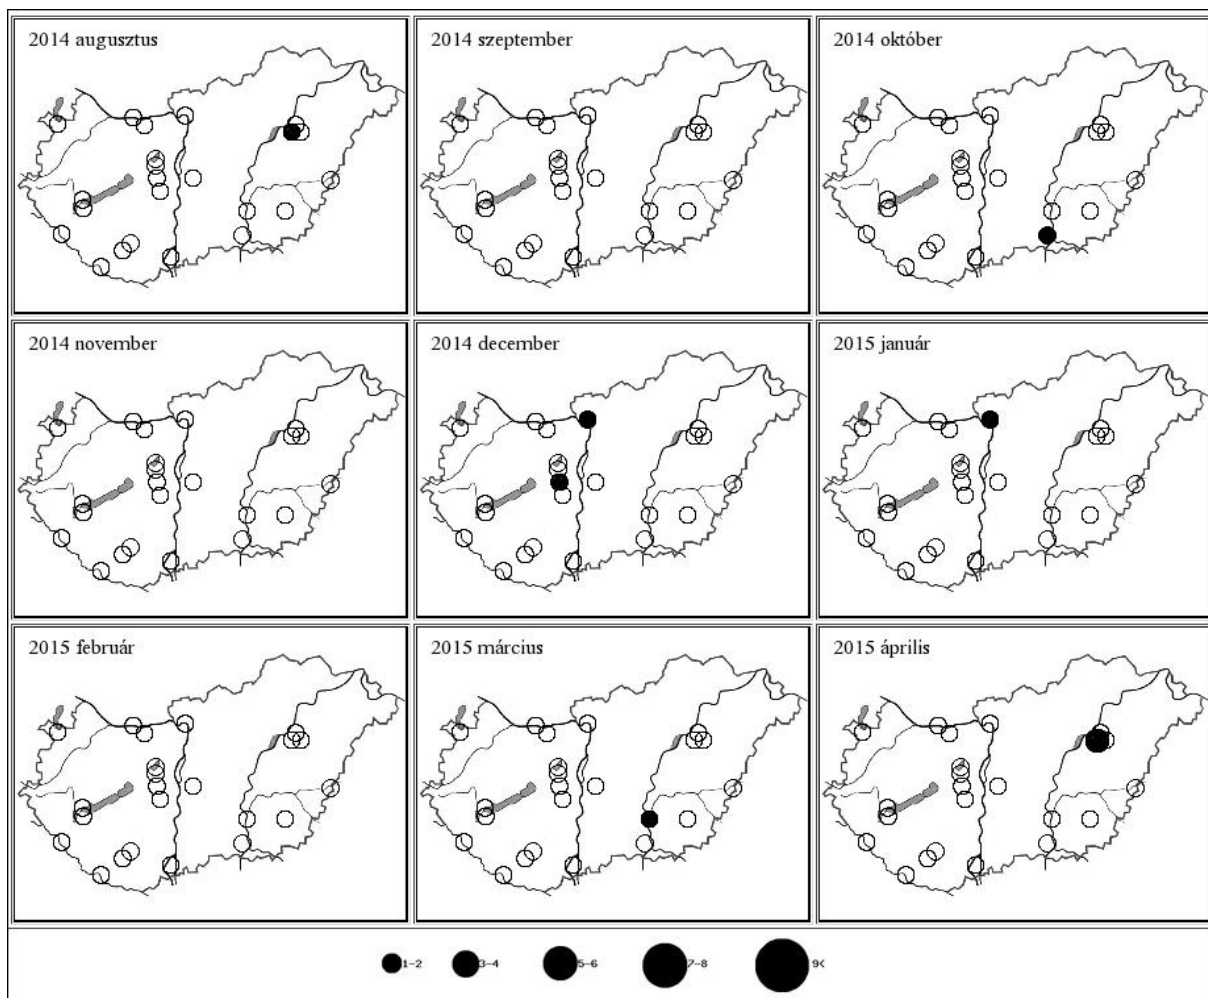 2014 augusztus
2014 szeptember
2014 október
2014 november
2014 december
2015 január
2015 február
2015 március
2015 április
1-2 3-4 5-6 7-8 9<